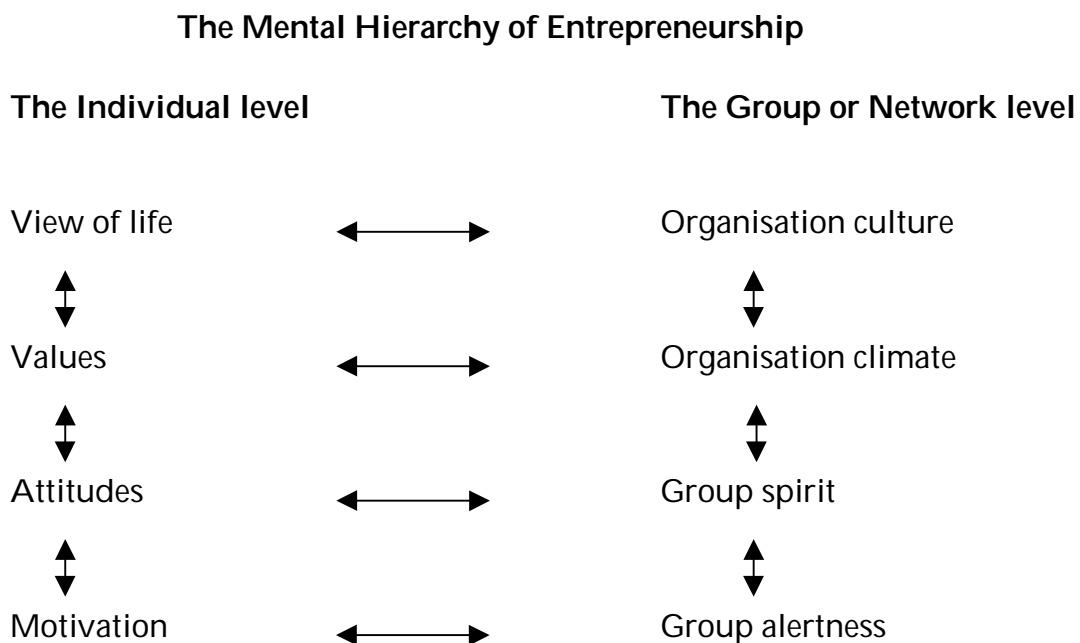 The Mental Hierarchy of Entrepreneurship
The Individual level The Group or Network level
View of life Organisation culture
Values Organisation climate
Attitudes Group spirit
Motivation Group alertness